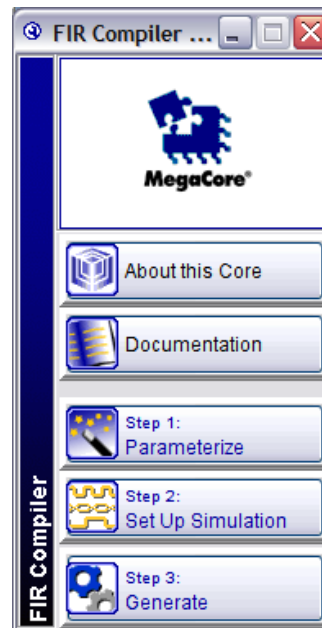 FIR Compiler ...
MegaCore®
About this Core
Documentation
Step 1:
Parameterize
Step 2:
Set Up Simulation
Step 3:
Generate
FIR Compiler